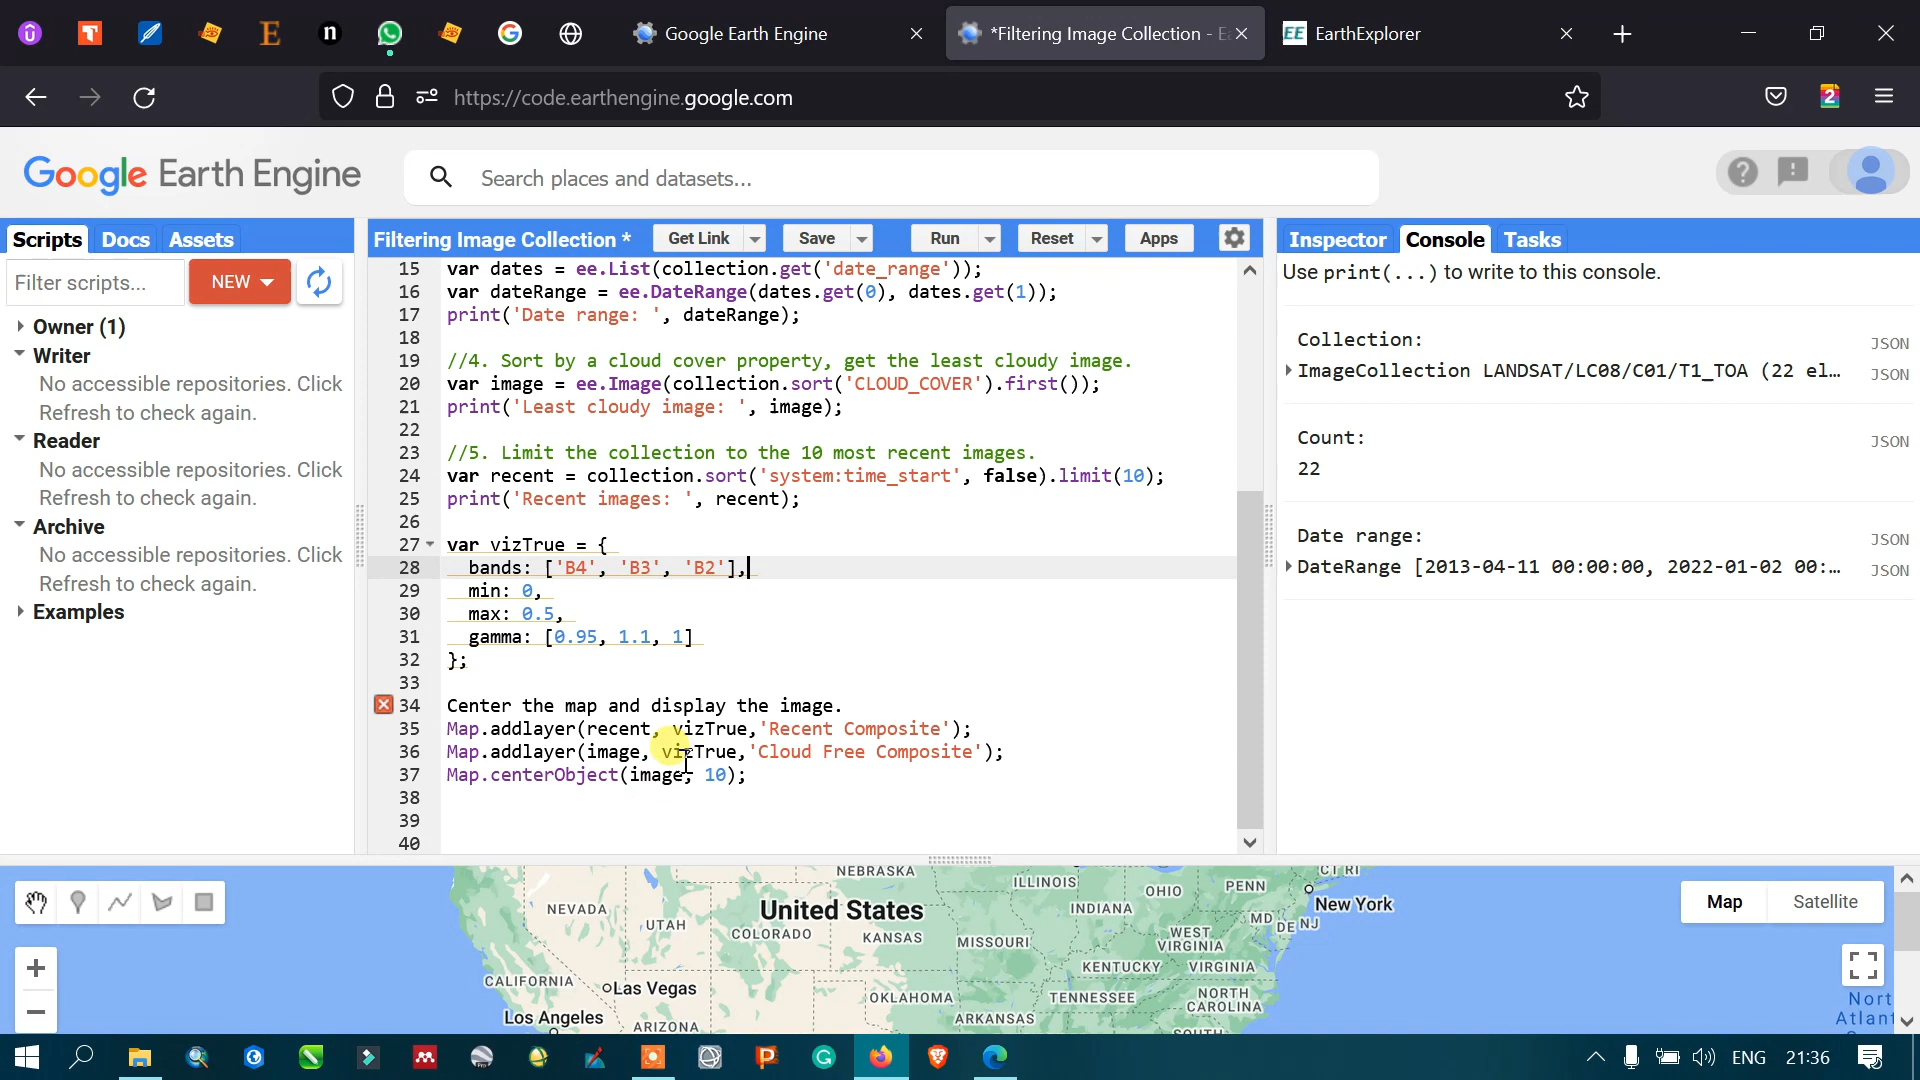 Google Earth Engine
*Filtering Image Collection - E
EE EarthExplorer
https://code.earthengine.google.com
2
Google Earth Engine
Search places and datasets...
Scripts Docs Assets
Filter scripts...
NEW
Owner (1)
Writer
No accessible repositories. Click
Refresh to check again.
Reader
No accessible repositories. Click
Refresh to check again.
Archive
No accessible repositories. Click
Refresh to check again.
Examples
Filtering Image Collection *
Get Link
Save
Run
Reset
Apps
15 var dates = ee.List(collection.get('date_range'));
16 var dateRange = ee.DateRange(dates.get(0), dates.get(1));
17 print('Date range: ', dateRange);
18
19 //4. Sort by a cloud cover property, get the least cloudy image.
20 var image = ee.Image(collection.sort('CLOUD_COVER').first());
21 print('Least cloudy image: ', image);
22
23 //5. Limit the collection to the 10 most recent images.
24 var recent = collection.sort('system:time_start', false).limit(10);
25 print('Recent images: ', recent);
26
27 var vizTrue = {
28 bands: ['B4', 'B3', 'B2'],
29 min: 0,
30 max: 0.5,
31 gamma: [0.95, 1.1, 1]
32 };
33
34 Center the map and display the image.
35 Map.addlayer(recent, vizTrue,'Recent Composite');
36 Map.addlayer(image, vizTrue,'Cloud Free Composite');
37 Map.centerObject(image, 10);
38
39
40
Inspector Console Tasks
Use print(...) to write to this console.
Collection:
JSON
ImageCollection LANDSAT/LC08/C01/T1_TOA (22 el...
JSON
Count:
JSON
22
Date range:
JSON
DateRange [2013-04-11 00:00:00, 2022-01-02 00:...
JSON
NEBRASKA
ILLINOIS
OHIO
PENN
CT RI
New York
NEVADA
UTAH
United States
COLORADO
KANSAS
MISSOURI
INDIANA
WEST
VIRGINIA
MD
DE NJ
KENTUCKY
VIRGINIA
CALIFORNIA
Las Vegas
Los Angeles
ARIZONA
OKLAHOMA
ARKANSAS
TENNESSEE
NORTH
CAROLINA
SOUTH
Map
Satellite
Nort
Atlant
ENG
21:36